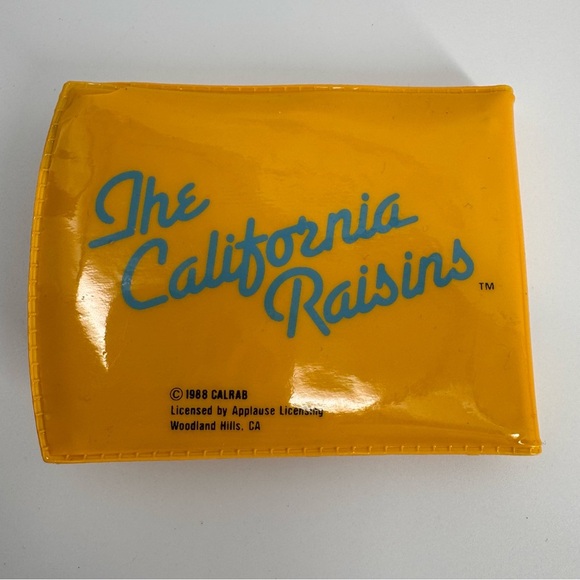 The
California
Raisins ™
© 1988 CALRAB
Licensed by Applause Licensing
Woodland Hills, CA